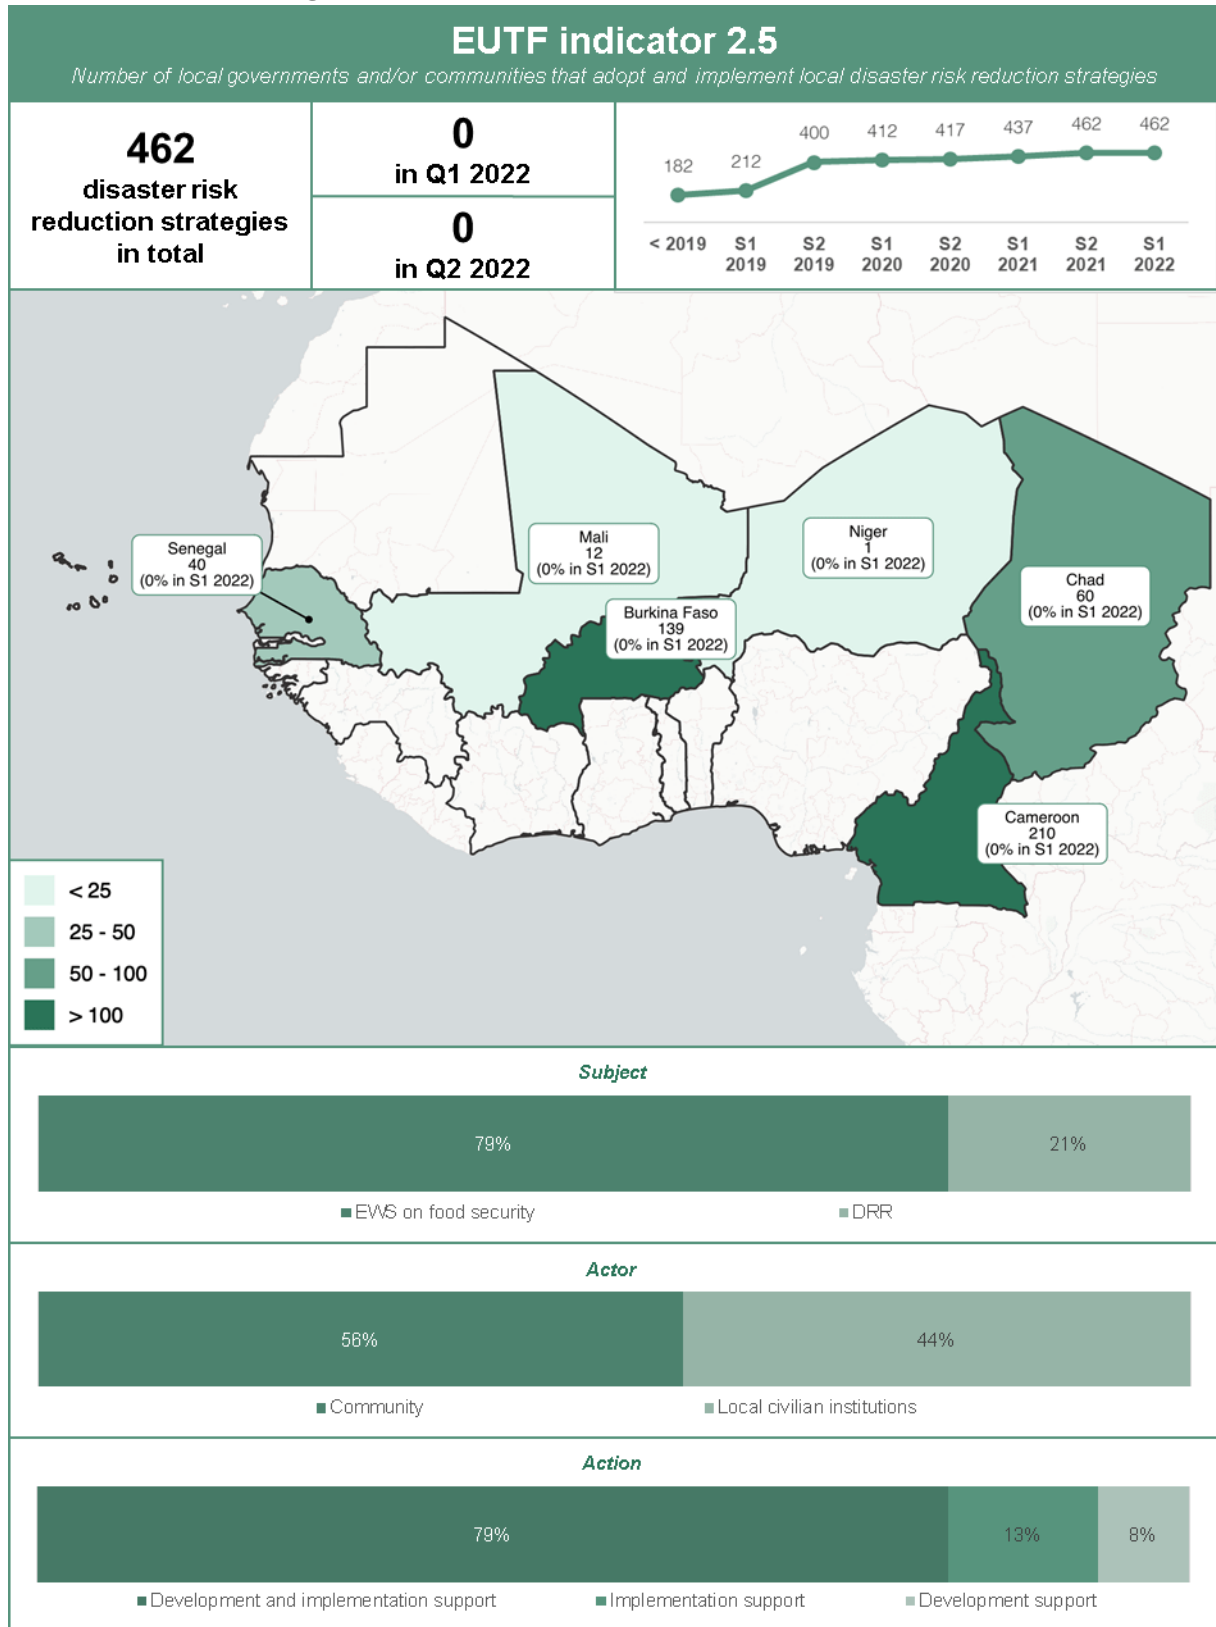 EUTF indicator 2.5
Number of local governments and/or communities that adopt and implement local disaster risk reduction strategies
462
disaster risk
reduction strategies
in total
0
in Q1 2022
0
in Q2 2022
182 212 400 412 417 437 462 462
< 2019 S1 S2 S1 S2 S1 S2 S1
2019 2019 2020 2020 2021 2021 2022
Senegal
40
(0% in S1 2022)
Mali
12
(0% in S1 2022)
Niger
1
(0% in S1 2022)
Chad
60
(0% in S1 2022)
Burkina Faso
139
(0% in S1 2022)
Cameroon
210
(0% in S1 2022)
< 25
25 - 50
50 - 100
> 100
Subject
79% 21%
EWS on food security DRR
Actor
56% 44%
Community Local civilian institutions
Action
79% 13% 8%
Development and implementation support Implementation support Development support